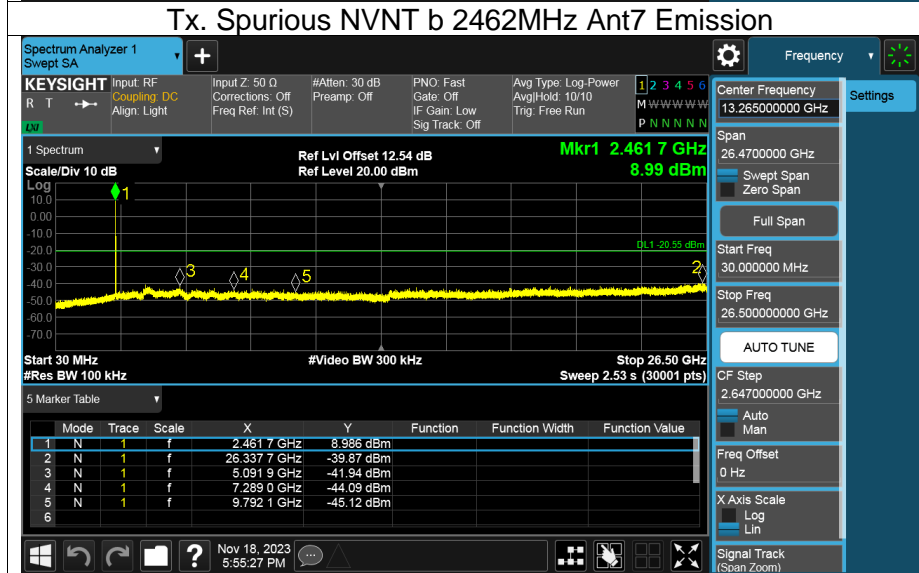 Tx. Spurious NVNT b 2462MHz Ant7 Emission
Spectrum Analyzer 1
Swept SA
+
Frequency
KEYSIGHT
R T
LXI
Input: RF
Coupling: DC
Align: Light
Input Z: 50 Ω
Corrections: Off
Freq Ref: Int (S)
#Atten: 30 dB
Preamp: Off
PNO: Fast
Gate: Off
IF Gain: Low
Sig Track: Off
Avg Type: Log-Power
Avg|Hold: 10/10
Trig: Free Run
1 2 3 4 5 6
M W W W W W
P N N N N N
1 Spectrum
Scale/Div 10 dB
Ref Lvl Offset 12.54 dB
Ref Level 20.00 dBm
Mkr1 2.461 7 GHz
8.99 dBm
Log
10.0
0.00
-10.0
-20.0
-30.0
-40.0
-50.0
-60.0
-70.0
1
3
4
5
2
DL1 -20.55 dBm
Start 30 MHz
#Res BW 100 kHz
#Video BW 300 kHz
Stop 26.50 GHz
Sweep 2.53 s (30001 pts)
5 Marker Table
Mode Trace Scale X Y Function Function Width Function Value
1 N 1 f 2.461 7 GHz 8.986 dBm
2 N 1 f 26.337 7 GHz -39.87 dBm
3 N 1 f 5.091 9 GHz -41.94 dBm
4 N 1 f 7.289 0 GHz -44.09 dBm
5 N 1 f 9.792 1 GHz -45.12 dBm
6
?
Nov 18, 2023
5:55:27 PM
Center Frequency
13.265000000 GHz
Settings
Span
26.4700000 GHz
Swept Span
Zero Span
Full Span
Start Freq
30.000000 MHz
Stop Freq
26.500000000 GHz
AUTO TUNE
CF Step
2.647000000 GHz
Auto
Man
Freq Offset
0 Hz
X Axis Scale
Log
Lin
Signal Track
(Span Zoom)